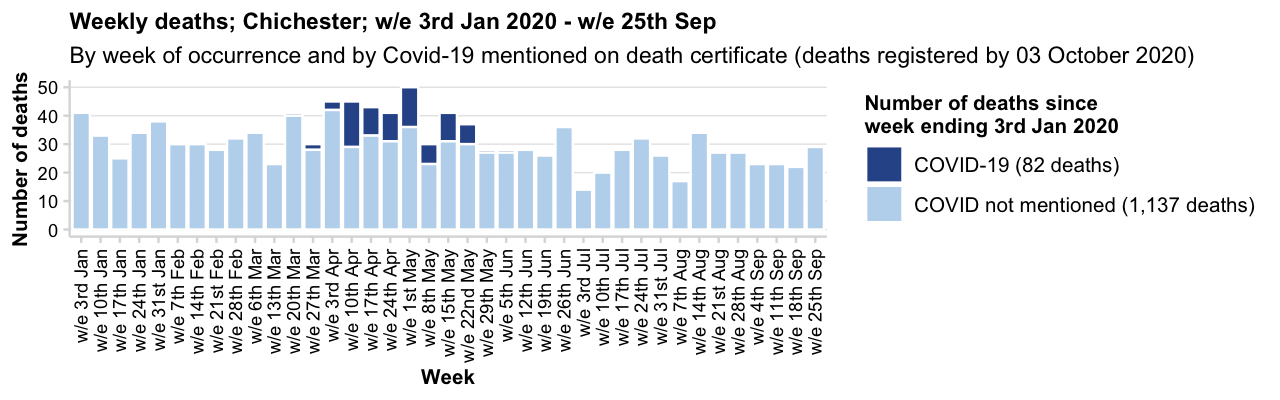 Weekly deaths; Chichester; w/e 3rd Jan 2020 - w/e 25th Sep
By week of occurrence and by Covid-19 mentioned on death certificate (deaths registered by 03 October 2020)
Number of deaths
50
40
30
20
10
0
w/e 3rd Jan
w/e 10th Jan
w/e 17th Jan
w/e 24th Jan
w/e 31st Jan
w/e 7th Feb
w/e 14th Feb
w/e 21st Feb
w/e 28th Feb
w/e 6th Mar
w/e 13th Mar
w/e 20th Mar
w/e 27th Mar
w/e 3rd Apr
w/e 10th Apr
w/e 17th Apr
w/e 24th Apr
w/e 1st May
w/e 8th May
w/e 15th May
w/e 22nd May
w/e 29th May
w/e 5th Jun
w/e 12th Jun
w/e 19th Jun
w/e 26th Jun
w/e 3rd Jul
w/e 10th Jul
w/e 17th Jul
w/e 24th Jul
w/e 31st Jul
w/e 7th Aug
w/e 14th Aug
w/e 21st Aug
w/e 28th Aug
w/e 4th Sep
w/e 11th Sep
w/e 18th Sep
w/e 25th Sep
Week
Number of deaths since
week ending 3rd Jan 2020
COVID-19 (82 deaths)
COVID not mentioned (1,137 deaths)